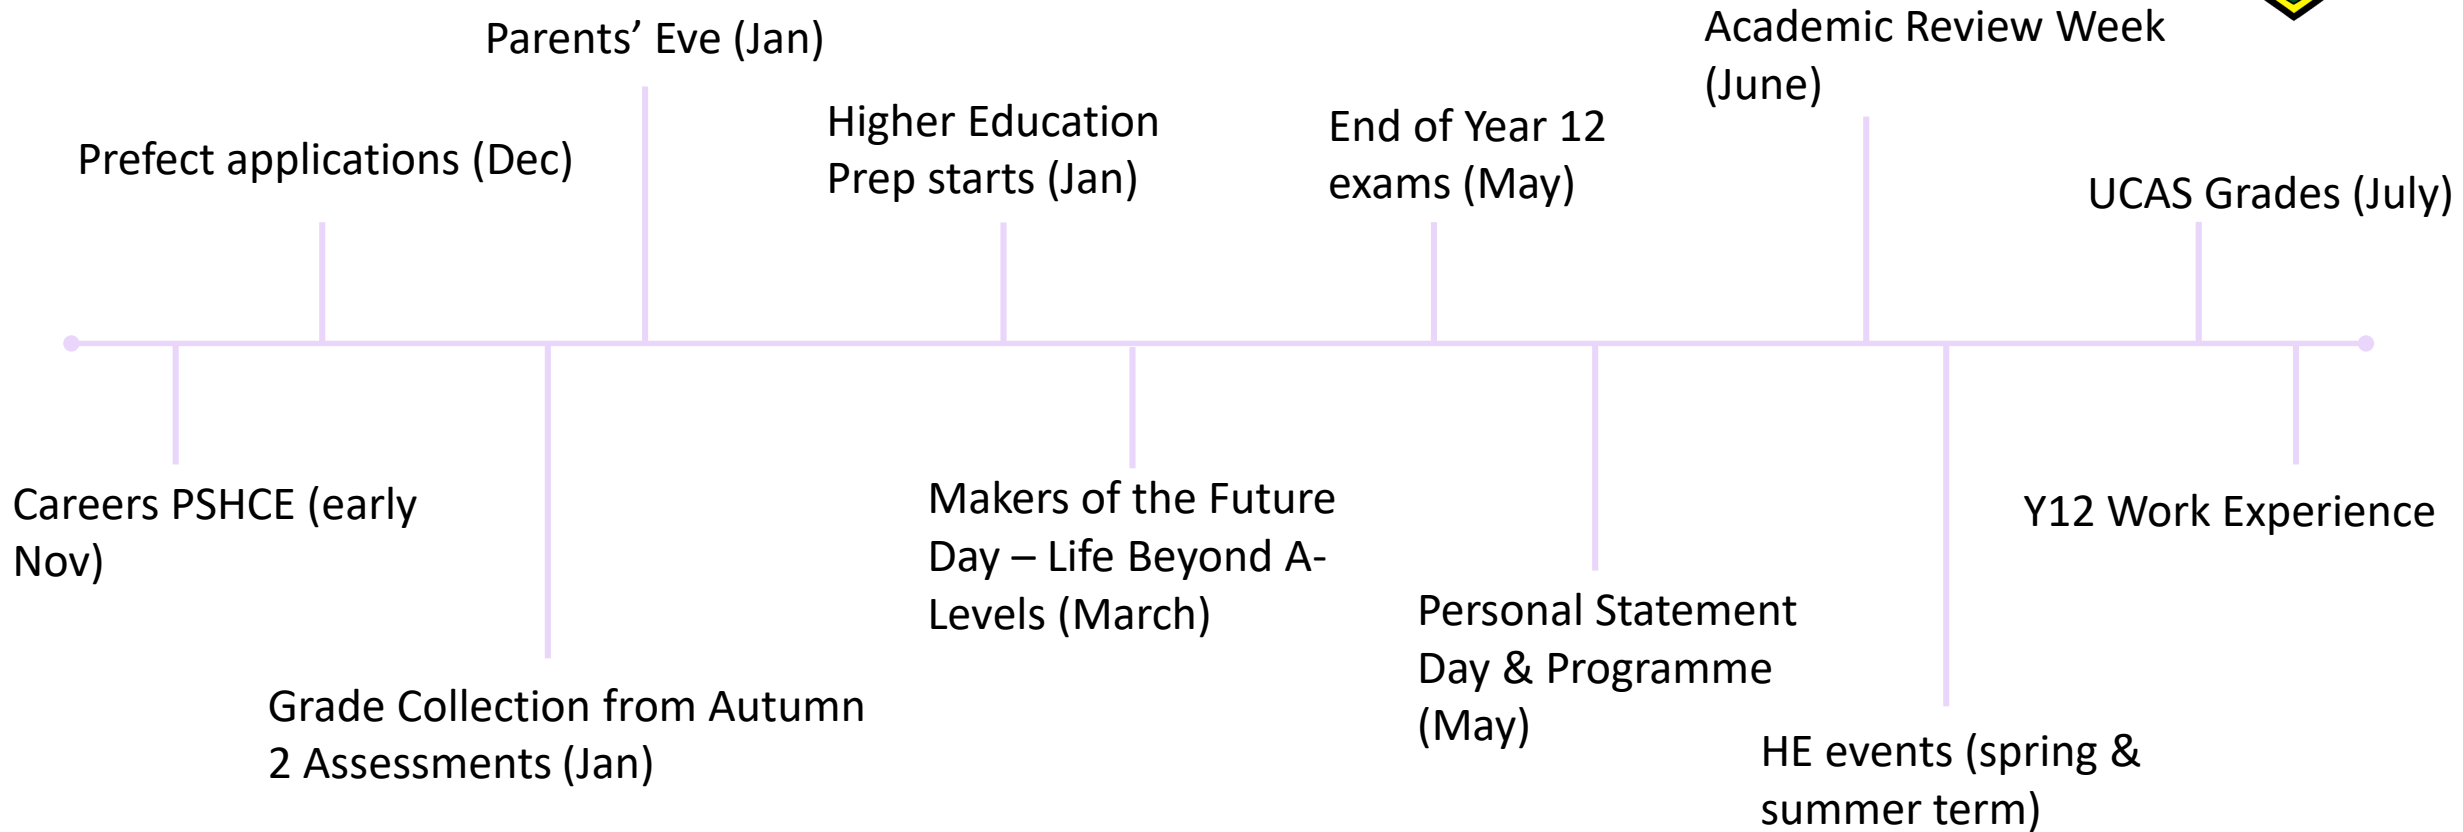 Parents’ Eve (Jan)
Academic Review Week
(June)
Prefect applications (Dec)
Higher Education
Prep starts (Jan)
End of Year 12
exams (May)
UCAS Grades (July)
Careers PSHCE (early
Nov)
Makers of the Future
Day – Life Beyond A-
Levels (March)
Y12 Work Experience
Personal Statement
Day & Programme
(May)
Grade Collection from Autumn
2 Assessments (Jan)
HE events (spring &
summer term)